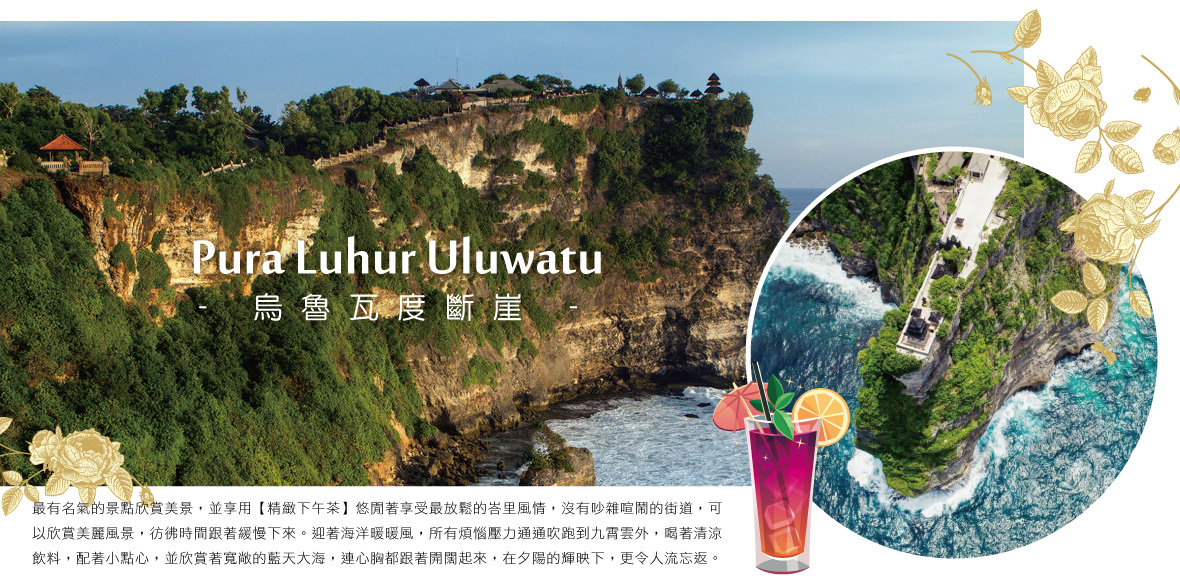 Pura Luhur Uluwatu
- 烏魯瓦度斷崖 -
最有名氣的景點欣賞美景，並享用【精緻下午茶】悠閒著享受最放鬆的峇里風情，沒有吵雜喧鬧的街道，可
以欣賞美麗風景，彷彿時間跟著緩慢下來。迎著海洋暖暖風，所有煩惱壓力通通吹跑到九霄雲外，喝著清涼
飲料，配著小點心，並欣賞著寬敞的藍天大海，連心胸都跟著開闊起來，在夕陽的輝映下，更令人流忘返。